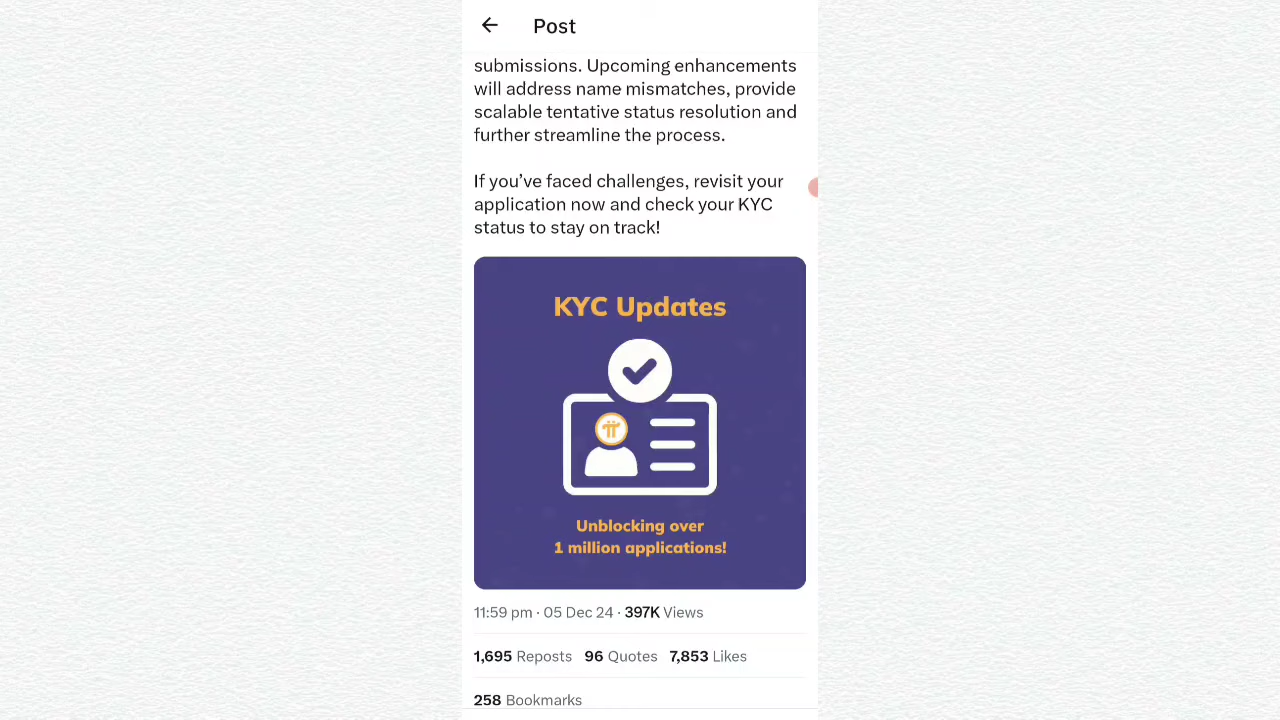 Post
submissions. Upcoming enhancements
will address name mismatches, provide
scalable tentative status resolution and
further streamline the process.
If you’ve faced challenges, revisit your
application now and check your KYC
status to stay on track!
KYC Updates
Unblocking over
1 million applications!
11:59 pm · 05 Dec 24 · 397K Views
1,695 Reposts 96 Quotes 7,853 Likes
258 Bookmarks